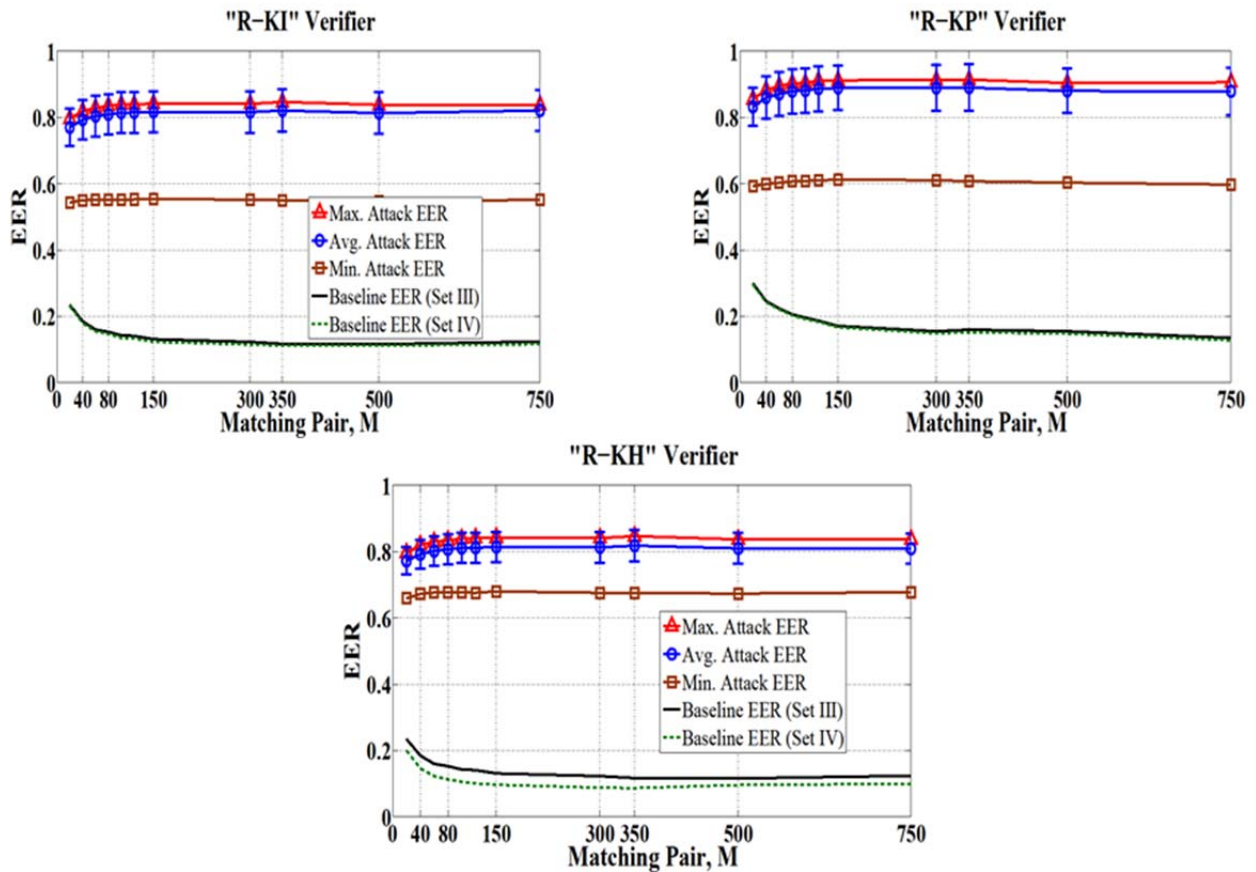 "R−KI" Verifier
1
0.8
0.6
0.4
0.2
0
EER
Max. Attack EER
Avg. Attack EER
Min. Attack EER
Baseline EER (Set III)
Baseline EER (Set IV)
0 40 80 150 300 350 500 750
Matching Pair, M
"R−KP" Verifier
1
0.8
0.6
0.4
0.2
0
EER
0 40 80 150 300 350 500 750
Matching Pair, M
"R−KH" Verifier
1
0.8
0.6
0.4
0.2
0
EER
Max. Attack EER
Avg. Attack EER
Min. Attack EER
Baseline EER (Set III)
Baseline EER (Set IV)
0 40 80 150 300 350 500 750
Matching Pair, M